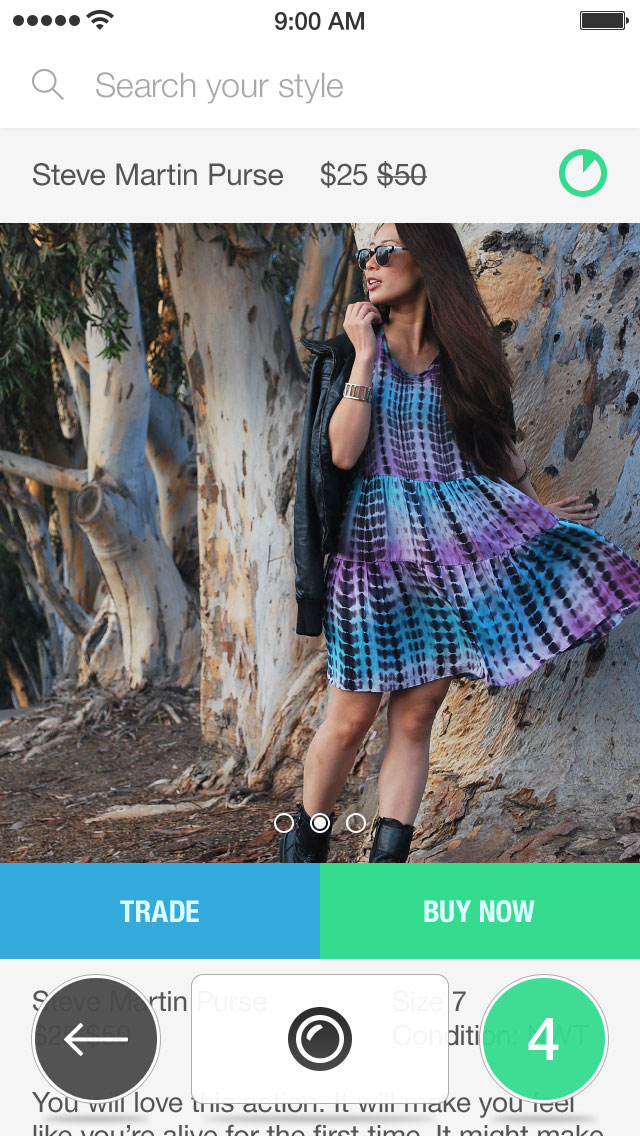 9:00 AM
Search your style
Steve Martin Purse $25 $50
TRADE
BUY NOW
Steve Martin Purse Size 7
$25 $50 Condition: NWT
4
You will love this action. It will make you feel
like you're alive for the first time. It might make